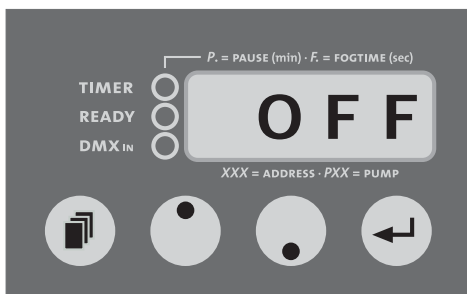 P. = PAUSE (min) · F. = FOGTIME (sec)
TIMER
READY
DMX IN
OFF
XXX = ADDRESS · PXX = PUMP